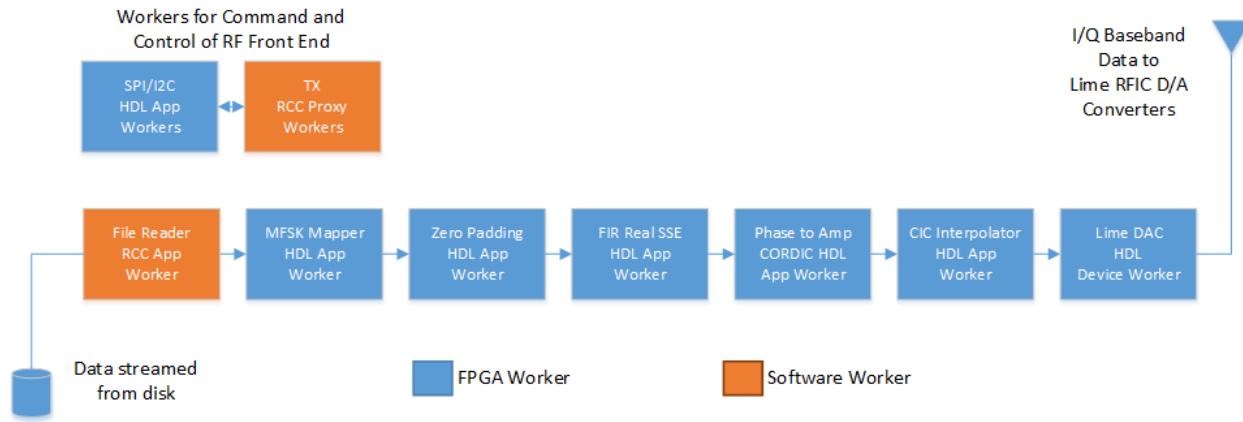 Workers for Command and
Control of RF Front End
SPI/I2C
HDL App
Workers
TX
RCC Proxy
Workers
I/Q Baseband
Data to
Lime RFIC D/A
Converters
File Reader
RCC App
Worker
MFSK Mapper
HDL App
Worker
Zero Padding
HDL App
Worker
FIR Real SSE
HDL App
Worker
Phase to Amp
CORDIC HDL
App Worker
CIC Interpolator
HDL App
Worker
Lime DAC
HDL
Device Worker
Data streamed
from disk
FPGA Worker
Software Worker